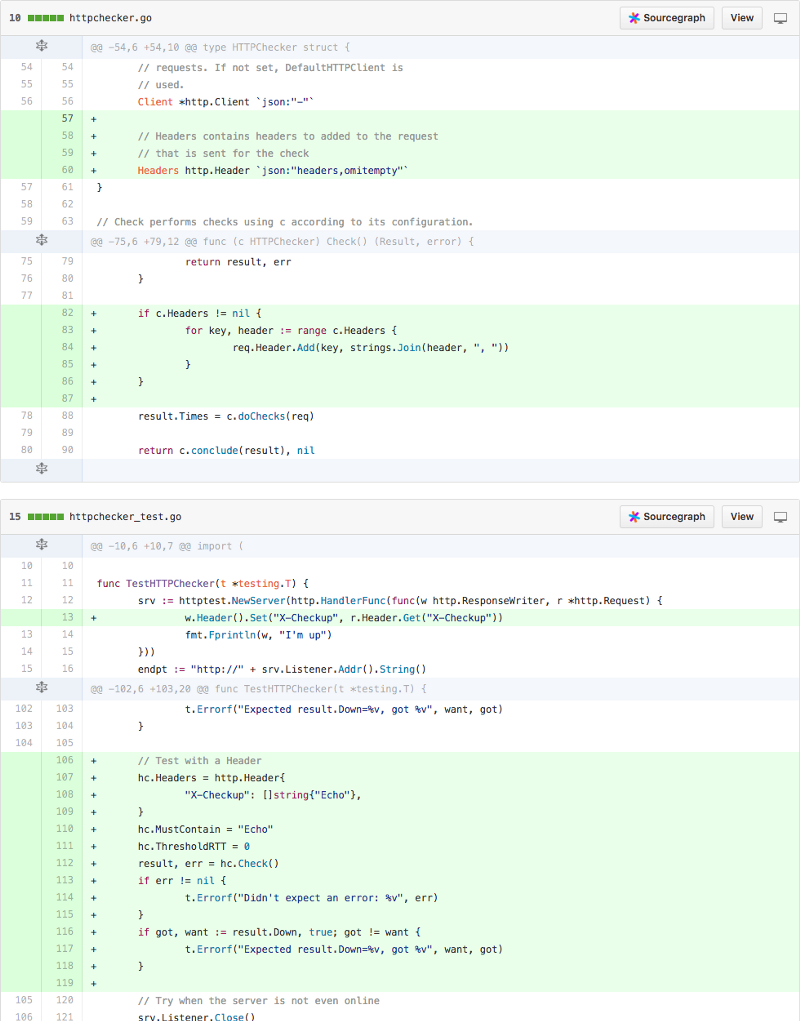 10 httpchecker.go Sourcegraph View
@@ -54,6 +54,10 @@ type HTTPChecker struct {
54 54 // requests. If not set, DefaultHTTPClient is
55 55 // used.
56 56 Client *http.Client `json:"-"`
57 +
58 + // Headers contains headers to added to the request
59 + // that is sent for the check
60 + Headers http.Header `json:"headers,omitempty"`
57 61 }
58 62
59 63 // Check performs checks using c according to its configuration.
@@ -75,6 +79,12 @@ func (c HTTPChecker) Check() (Result, error) {
75 79 return result, err
76 80 }
77 81
82 + if c.Headers != nil {
83 + for key, header := range c.Headers {
84 + req.Header.Add(key, strings.Join(header, ", "))
85 + }
86 + }
87 +
78 88 result.Times = c.doChecks(req)
79 89
80 90 return c.conclude(result), nil
15 httpchecker_test.go Sourcegraph View
@@ -10,6 +10,7 @@ import (
10 10
11 11 func TestHTTPChecker(t *testing.T) {
12 12 srv := httptest.NewServer(http.HandlerFunc(func(w http.ResponseWriter, r *http.Request) {
13 + w.Header().Set("X-Checkup", r.Header.Get("X-Checkup"))
13 14 fmt.Fprintln(w, "I'm up")
14 15 }))
15 16 endpt := "http://" + srv.Listener.Addr().String()
@@ -102,6 +103,20 @@ func TestHTTPChecker(t *testing.T) {
102 103 t.Errorf("Expected result.Down=%v, got %v", want, got)
103 104 }
104 105
106 + // Test with a Header
107 + hc.Headers = http.Header{
108 + "X-Checkup": []string{"Echo"},
109 + }
110 + hc.MustContain = "Echo"
111 + hc.ThresholdRTT = 0
112 + result, err = hc.Check()
113 + if err != nil {
114 + t.Errorf("Didn't expect an error: %v", err)
115 + }
116 + if got, want := result.Down, true; got != want {
117 + t.Errorf("Expected result.Down=%v, got %v", want, got)
118 + }
119 +
105 120 // Try when the server is not even online
106 121 srv.Listener.Close()